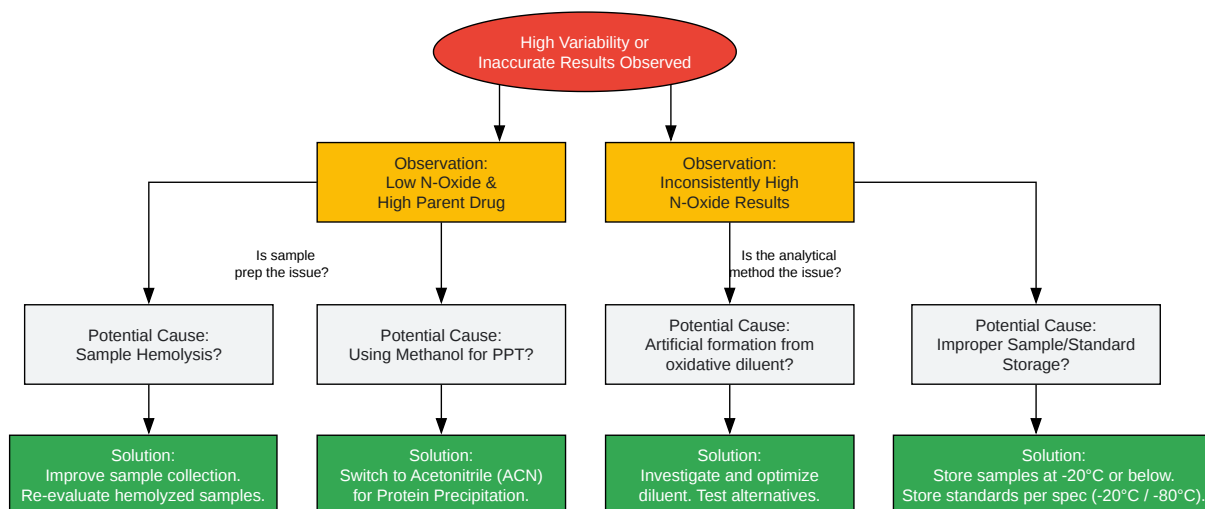 High Variability or
Inaccurate Results Observed
Observation:
Low N-Oxide &
High Parent Drug
Observation:
Inconsistently High
N-Oxide Results
Is sample
prep the issue?
Is the analytical
method the issue?
Potential Cause:
Sample Hemolysis?
Potential Cause:
Using Methanol for PPT?
Potential Cause:
Artificial formation from
oxidative diluent?
Potential Cause:
Improper Sample/Standard
Storage?
Solution:
Improve sample collection.
Re-evaluate hemolyzed samples.
Solution:
Switch to Acetonitrile (ACN)
for Protein Precipitation.
Solution:
Investigate and optimize
diluent. Test alternatives.
Solution:
Store samples at -20°C or below.
Store standards per spec (-20°C / -80°C).